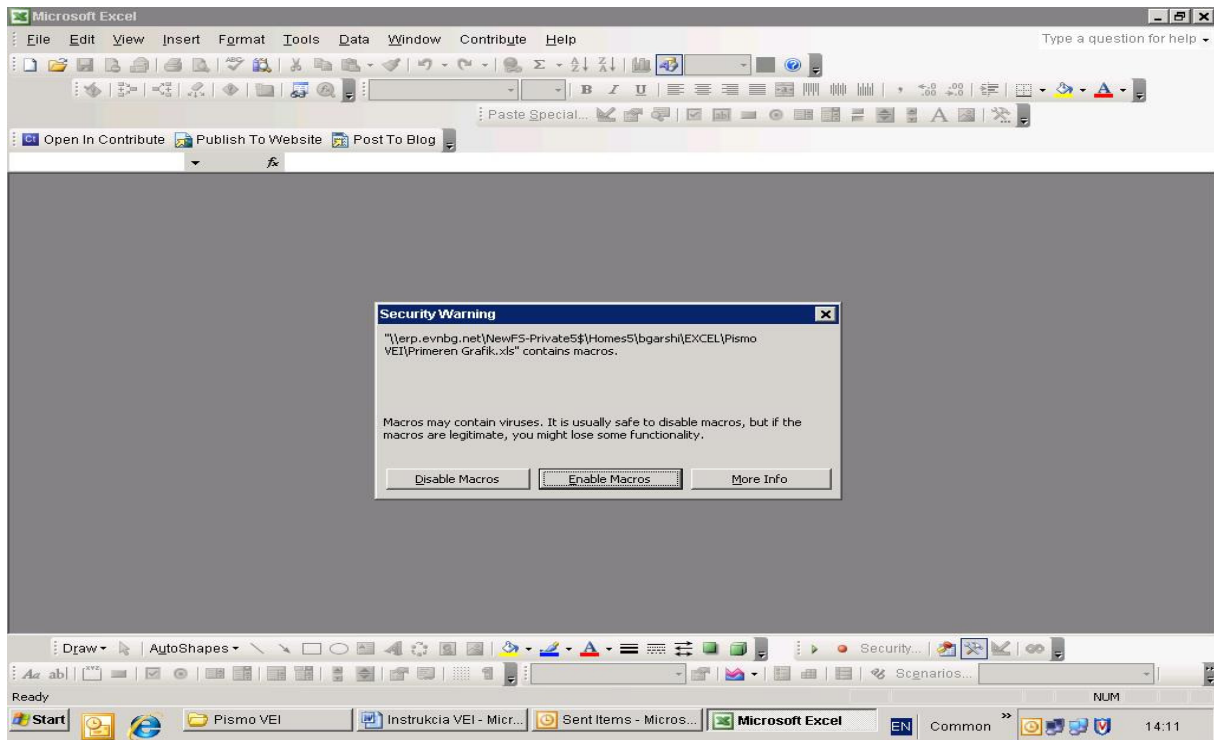 Microsoft Excel
File Edit View Insert Format Tools Data Window Contribute Help
Type a question for help
Paste Special...
Open In Contribute Publish To Website Post To Blog
fx
Security Warning
"\\erp.evnbg.net\NewFS-Private5$\Homes5\bgarshi\EXCEL\Pismo
VEI\Primeren Grafik.xls" contains macros.
Macros may contain viruses. It is usually safe to disable macros, but if the
macros are legitimate, you might lose some functionality.
Disable Macros Enable Macros More Info
Draw AutoShapes Security...
Scenarios...
Ready NUM
Start Pismo VEI Instrukcia VEI - Micr... Sent Items - Micros... Microsoft Excel EN Common 14:11